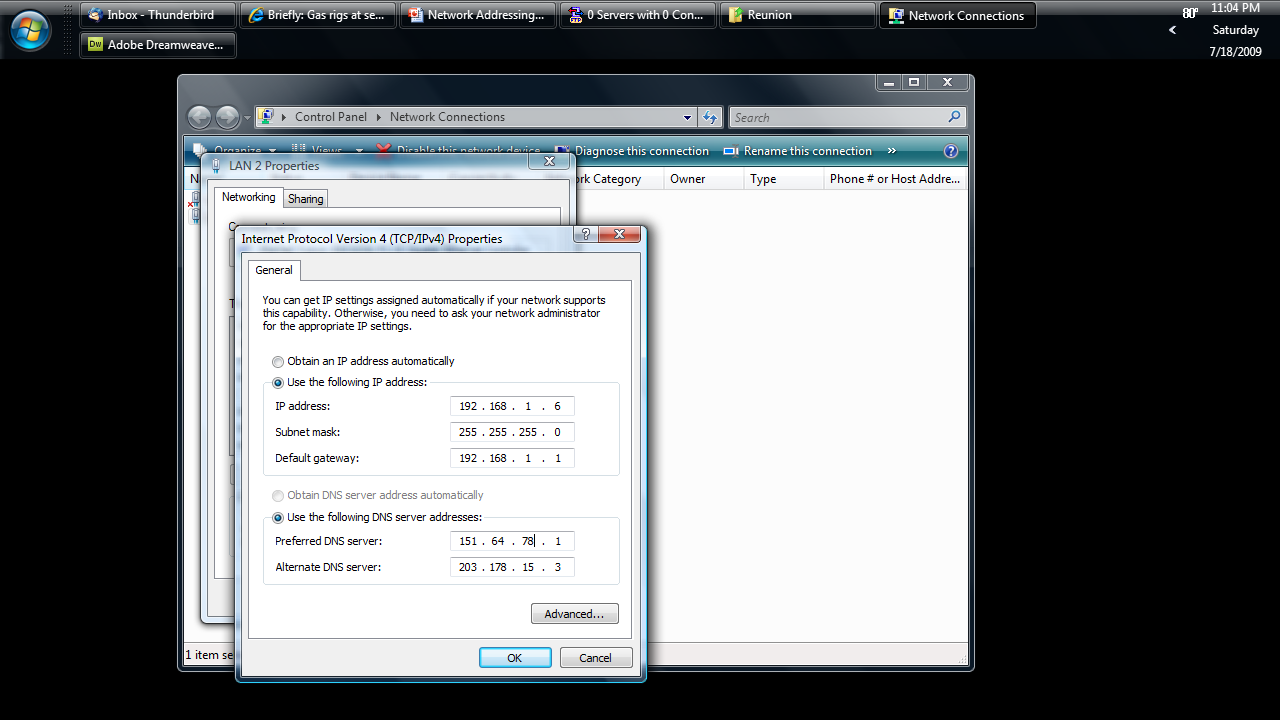 Inbox - Thunderbird
Briefly: Gas rigs at se...
Network Addressing...
0 Servers with 0 Con...
Reunion
Network Connections
80°
11:04 PM
Adobe Dreamweave...
Saturday
7/18/2009
Control Panel
Network Connections
Search
Organize
Views
Disable this network device
Diagnose this connection
Rename this connection
»
LAN 2 Properties
Category
Owner
Type
Phone # or Host Addre...
Networking
Sharing
Internet Protocol Version 4 (TCP/IPv4) Properties
General
You can get IP settings assigned automatically if your network supports
this capability. Otherwise, you need to ask your network administrator
for the appropriate IP settings.
Obtain an IP address automatically
Use the following IP address:
IP address: 192 . 168 . 1 . 6
Subnet mask: 255 . 255 . 255 . 0
Default gateway: 192 . 168 . 1 . 1
Obtain DNS server address automatically
Use the following DNS server addresses:
Preferred DNS server: 151 . 64 . 78 . 1
Alternate DNS server: 203 . 178 . 15 . 3
Advanced...
1 item se
OK
Cancel